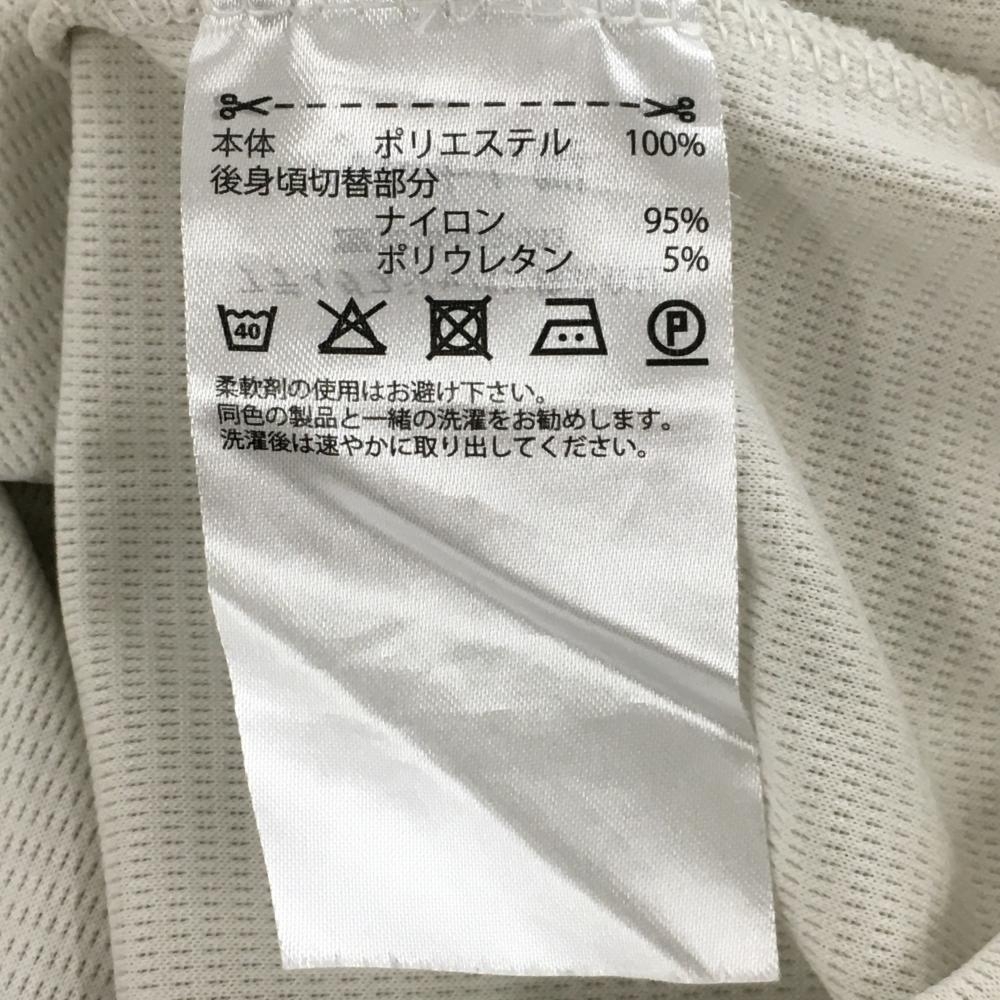 本体 ポリエステル 100%
後身頃切替部分
ナイロン 95%
ポリウレタン 5%
40 P
柔軟剤の使用はお避け下さい。
同色の製品と一緒の洗濯をお勧めします。
洗濯後は速やかに取り出してください。